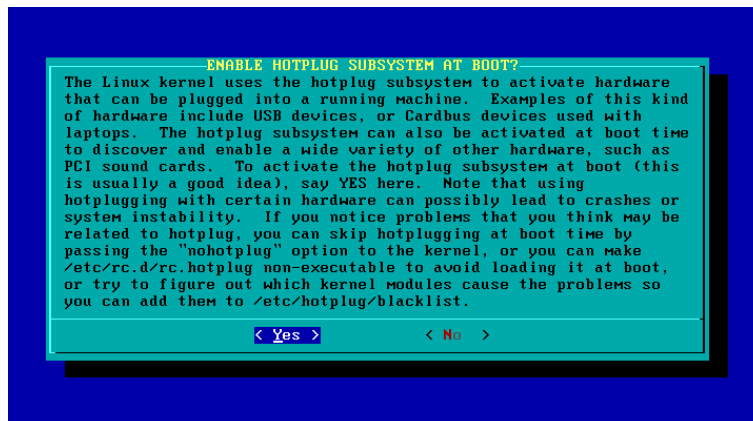 ENABLE HOTPLUG SUBSYSTEM AT BOOT?
The Linux kernel uses the hotplug subsystem to activate hardware
that can be plugged into a running machine.  Examples of this kind
of hardware include USB devices, or Cardbus devices used with
laptops.  The hotplug subsystem can also be activated at boot time
to discover and enable a wide variety of other hardware, such as
PCI sound cards.  To activate the hotplug subsystem at boot (this
is usually a good idea), say YES here.  Note that using
hotplugging with certain hardware can possibly lead to crashes or
system instability.  If you notice problems that you think may be
related to hotplug, you can skip hotplugging at boot time by
passing the "nohotplug" option to the kernel, or you can make
/etc/rc.d/rc.hotplug non-executable to avoid loading it at boot,
or try to figure out which kernel modules cause the problems so
you can add them to /etc/hotplug/blacklist.
< Yes > < No >